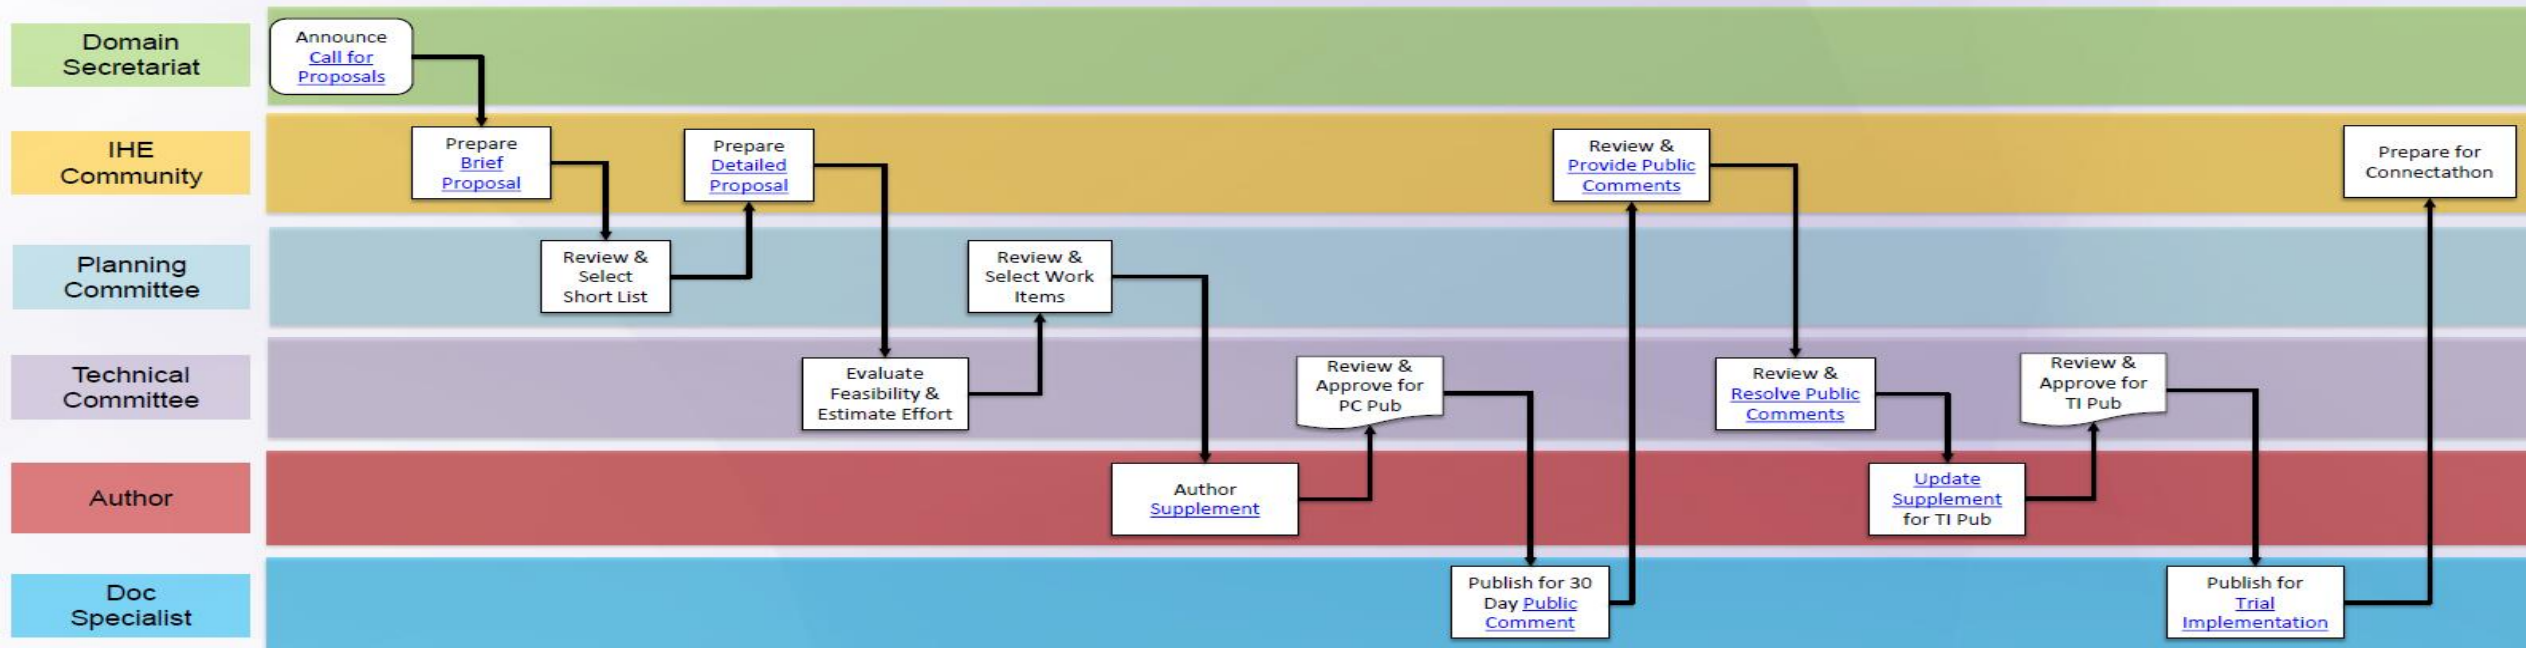 Domain
Secretariat
Announce
Call for
Proposals
IHE
Community
Prepare
Brief
Proposal
Prepare
Detailed
Proposal
Review &
Provide Public
Comments
Prepare for
Connectathon
Planning
Committee
Review &
Select
Short List
Review &
Select Work
Items
Technical
Committee
Evaluate
Feasibility &
Estimate Effort
Review &
Approve for
PC Pub
Review &
Resolve Public
Comments
Review &
Approve for
TI Pub
Author
Author
Supplement
Update
Supplement
for TI Pub
Doc
Specialist
Publish for 30
Day Public
Comment
Publish for
Trial
Implementation